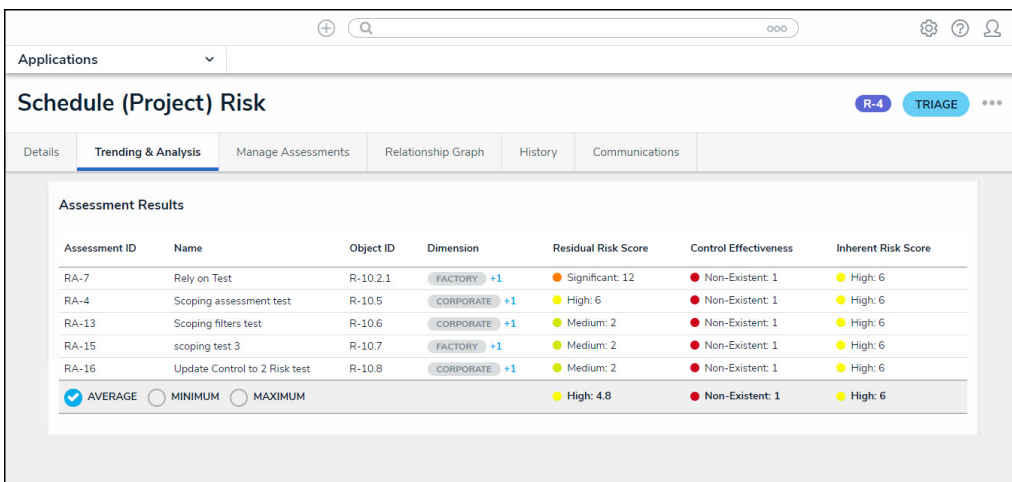 ooo
Applications
Schedule (Project) Risk R-4 TRIAGE
Details Trending & Analysis Manage Assessments Relationship Graph History Communications
Assessment Results
Assessment ID Name Object ID Dimension Residual Risk Score Control Effectiveness Inherent Risk Score
RA-7 Rely on Test R-10.2.1 FACTORY +1 Significant: 12 Non-Existent: 1 High: 6
RA-4 Scoping assessment test R-10.5 CORPORATE +1 High: 6 Non-Existent: 1 High: 6
RA-13 Scoping filters test R-10.6 CORPORATE +1 Medium: 2 Non-Existent: 1 High: 6
RA-15 scoping test 3 R-10.7 FACTORY +1 Medium: 2 Non-Existent: 1 High: 6
RA-16 Update Control to 2 Risk test R-10.8 CORPORATE +1 Medium: 2 Non-Existent: 1 High: 6
AVERAGE MINIMUM MAXIMUM High: 4.8 Non-Existent: 1 High: 6